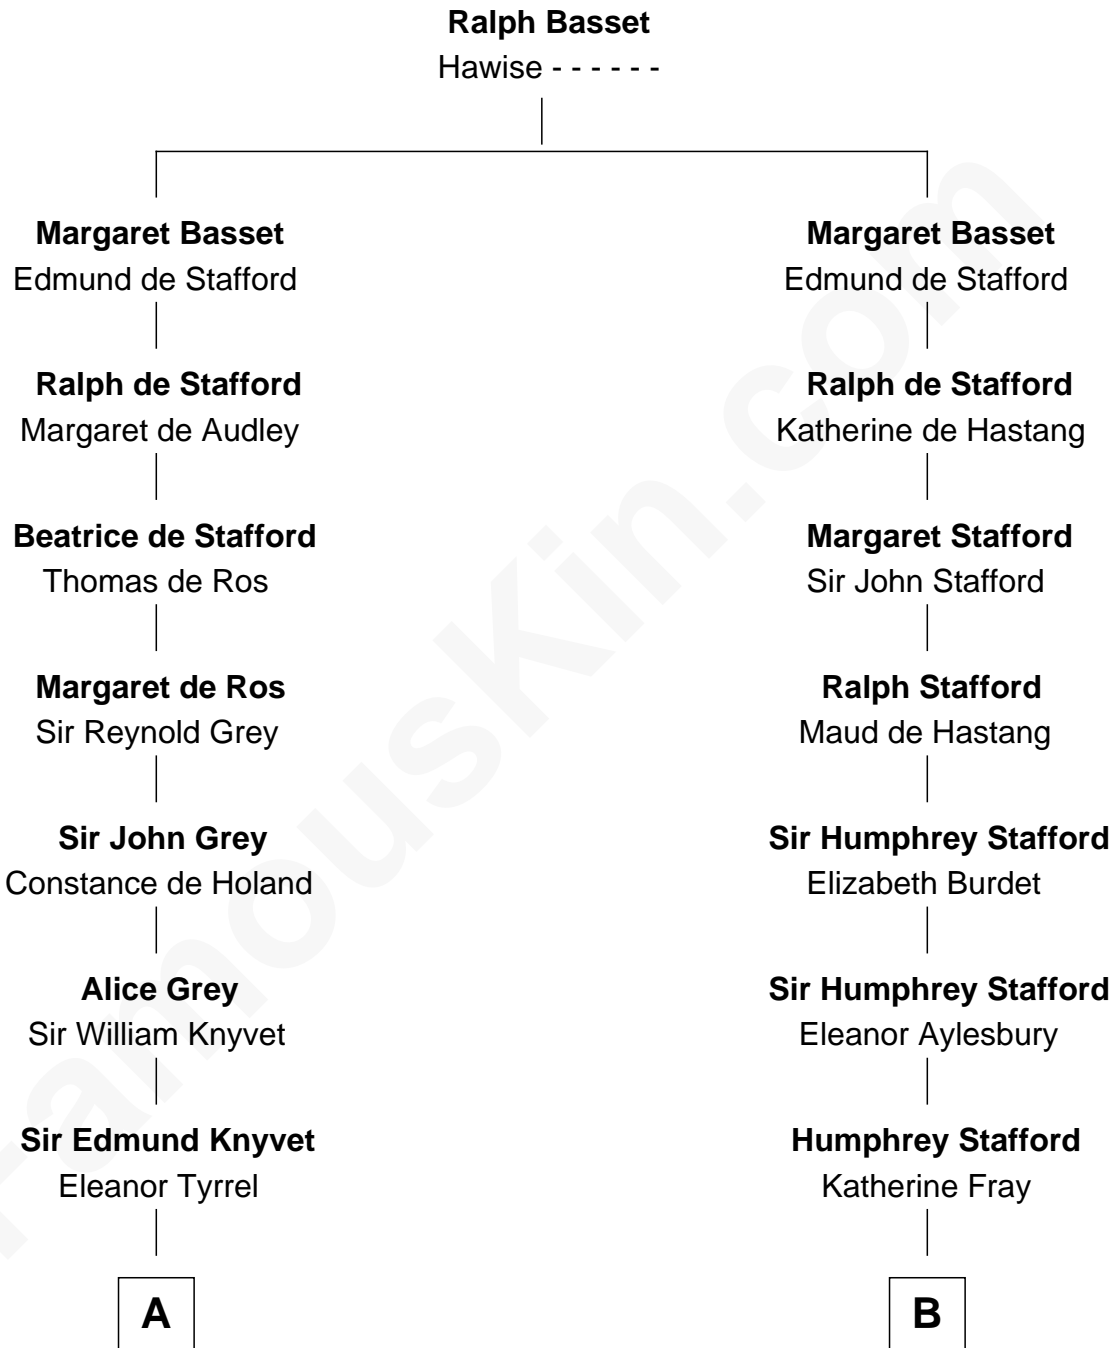 Ralph Basset
Hawise - - - - - -
Margaret Basset
Edmund de Stafford
Margaret Basset
Edmund de Stafford
Ralph de Stafford
Margaret de Audley
Ralph de Stafford
Katherine de Hastang
Beatrice de Stafford
Thomas de Ros
Margaret Stafford
Sir John Stafford
Margaret de Ros
Sir Reynold Grey
Ralph Stafford
Maud de Hastang
Sir John Grey
Constance de Holand
Sir Humphrey Stafford
Elizabeth Burdet
Alice Grey
Sir William Knyvet
Sir Humphrey Stafford
Eleanor Aylesbury
Sir Edmund Knyvet
Eleanor Tyrrel
Humphrey Stafford
Katherine Fray
A
B
FamousKin.com